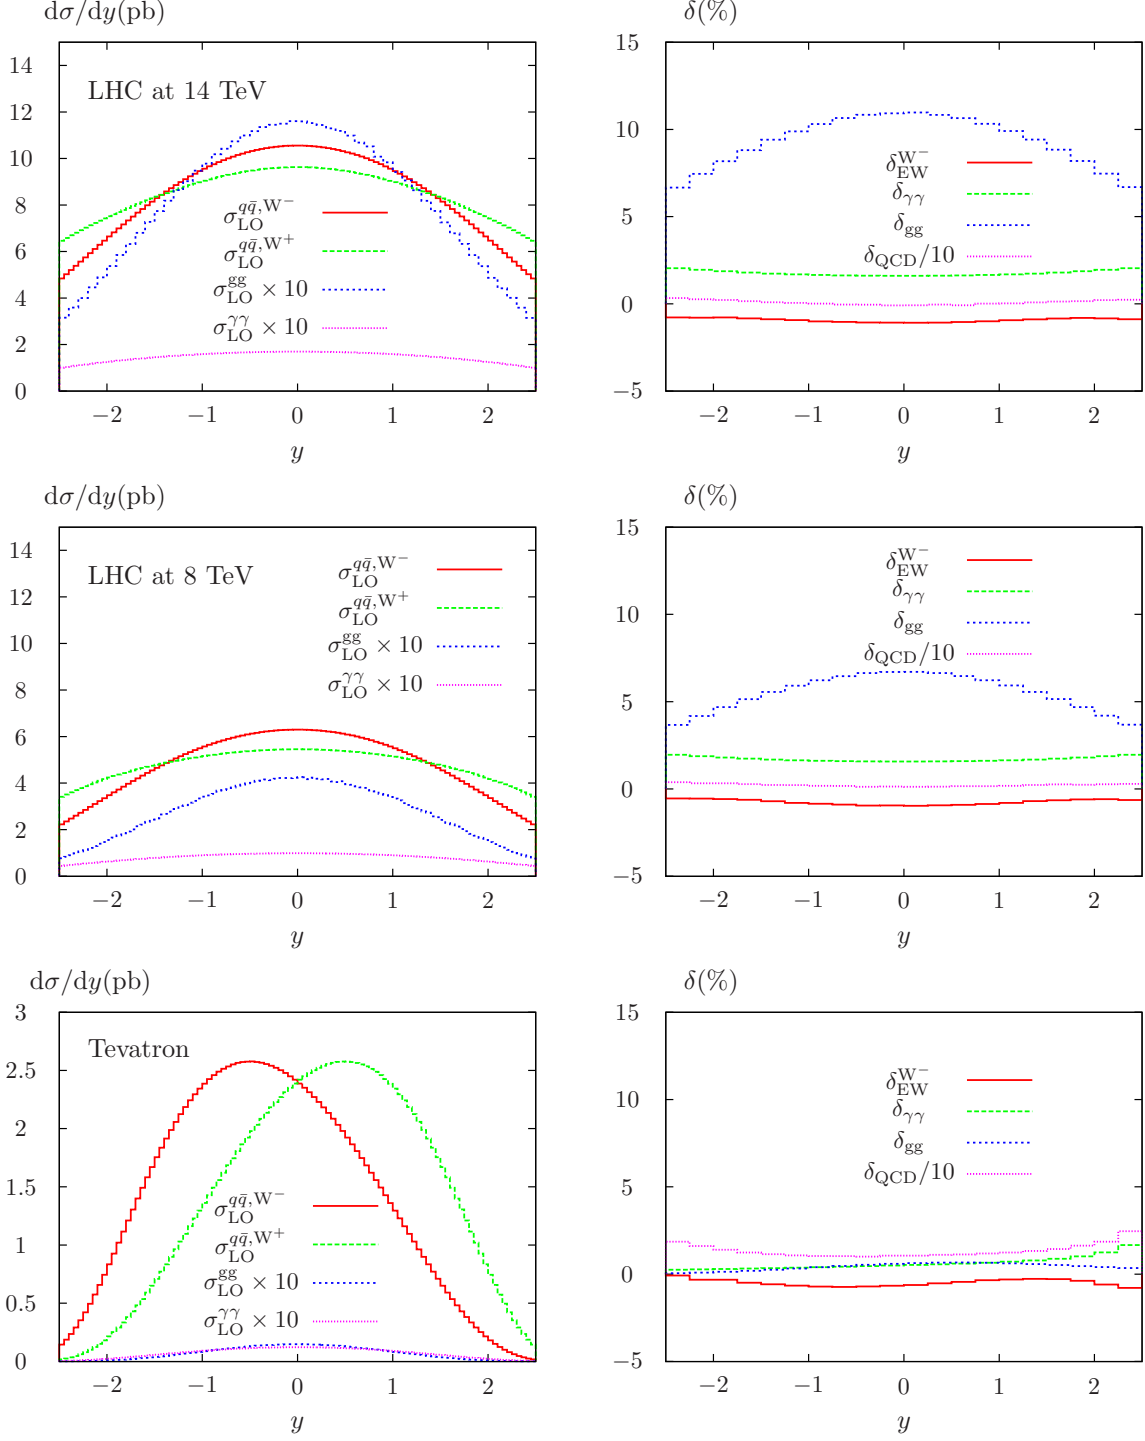 dσ/dy(pb)
14
12
10
8
6
4
2
0
LHC at 14 TeV
σ_LO^{qq̄,W−}
σ_LO^{qq̄,W+}
σ_LO^{gg} × 10
σ_LO^{γγ} × 10
−2 −1 0 1 2
y
δ(%)
15
10
5
0
−5
δ_EW^{W−}
δ_γγ
δ_gg
δ_QCD/10
−2 −1 0 1 2
y
dσ/dy(pb)
14
12
10
8
6
4
2
0
LHC at 8 TeV
σ_LO^{qq̄,W−}
σ_LO^{qq̄,W+}
σ_LO^{gg} × 10
σ_LO^{γγ} × 10
−2 −1 0 1 2
y
δ(%)
15
10
5
0
−5
δ_EW^{W−}
δ_γγ
δ_gg
δ_QCD/10
−2 −1 0 1 2
y
dσ/dy(pb)
3
2.5
2
1.5
1
0.5
0
Tevatron
σ_LO^{qq̄,W−}
σ_LO^{qq̄,W+}
σ_LO^{gg} × 10
σ_LO^{γγ} × 10
−2 −1 0 1 2
y
δ(%)
15
10
5
0
−5
δ_EW^{W−}
δ_γγ
δ_gg
δ_QCD/10
−2 −1 0 1 2
y